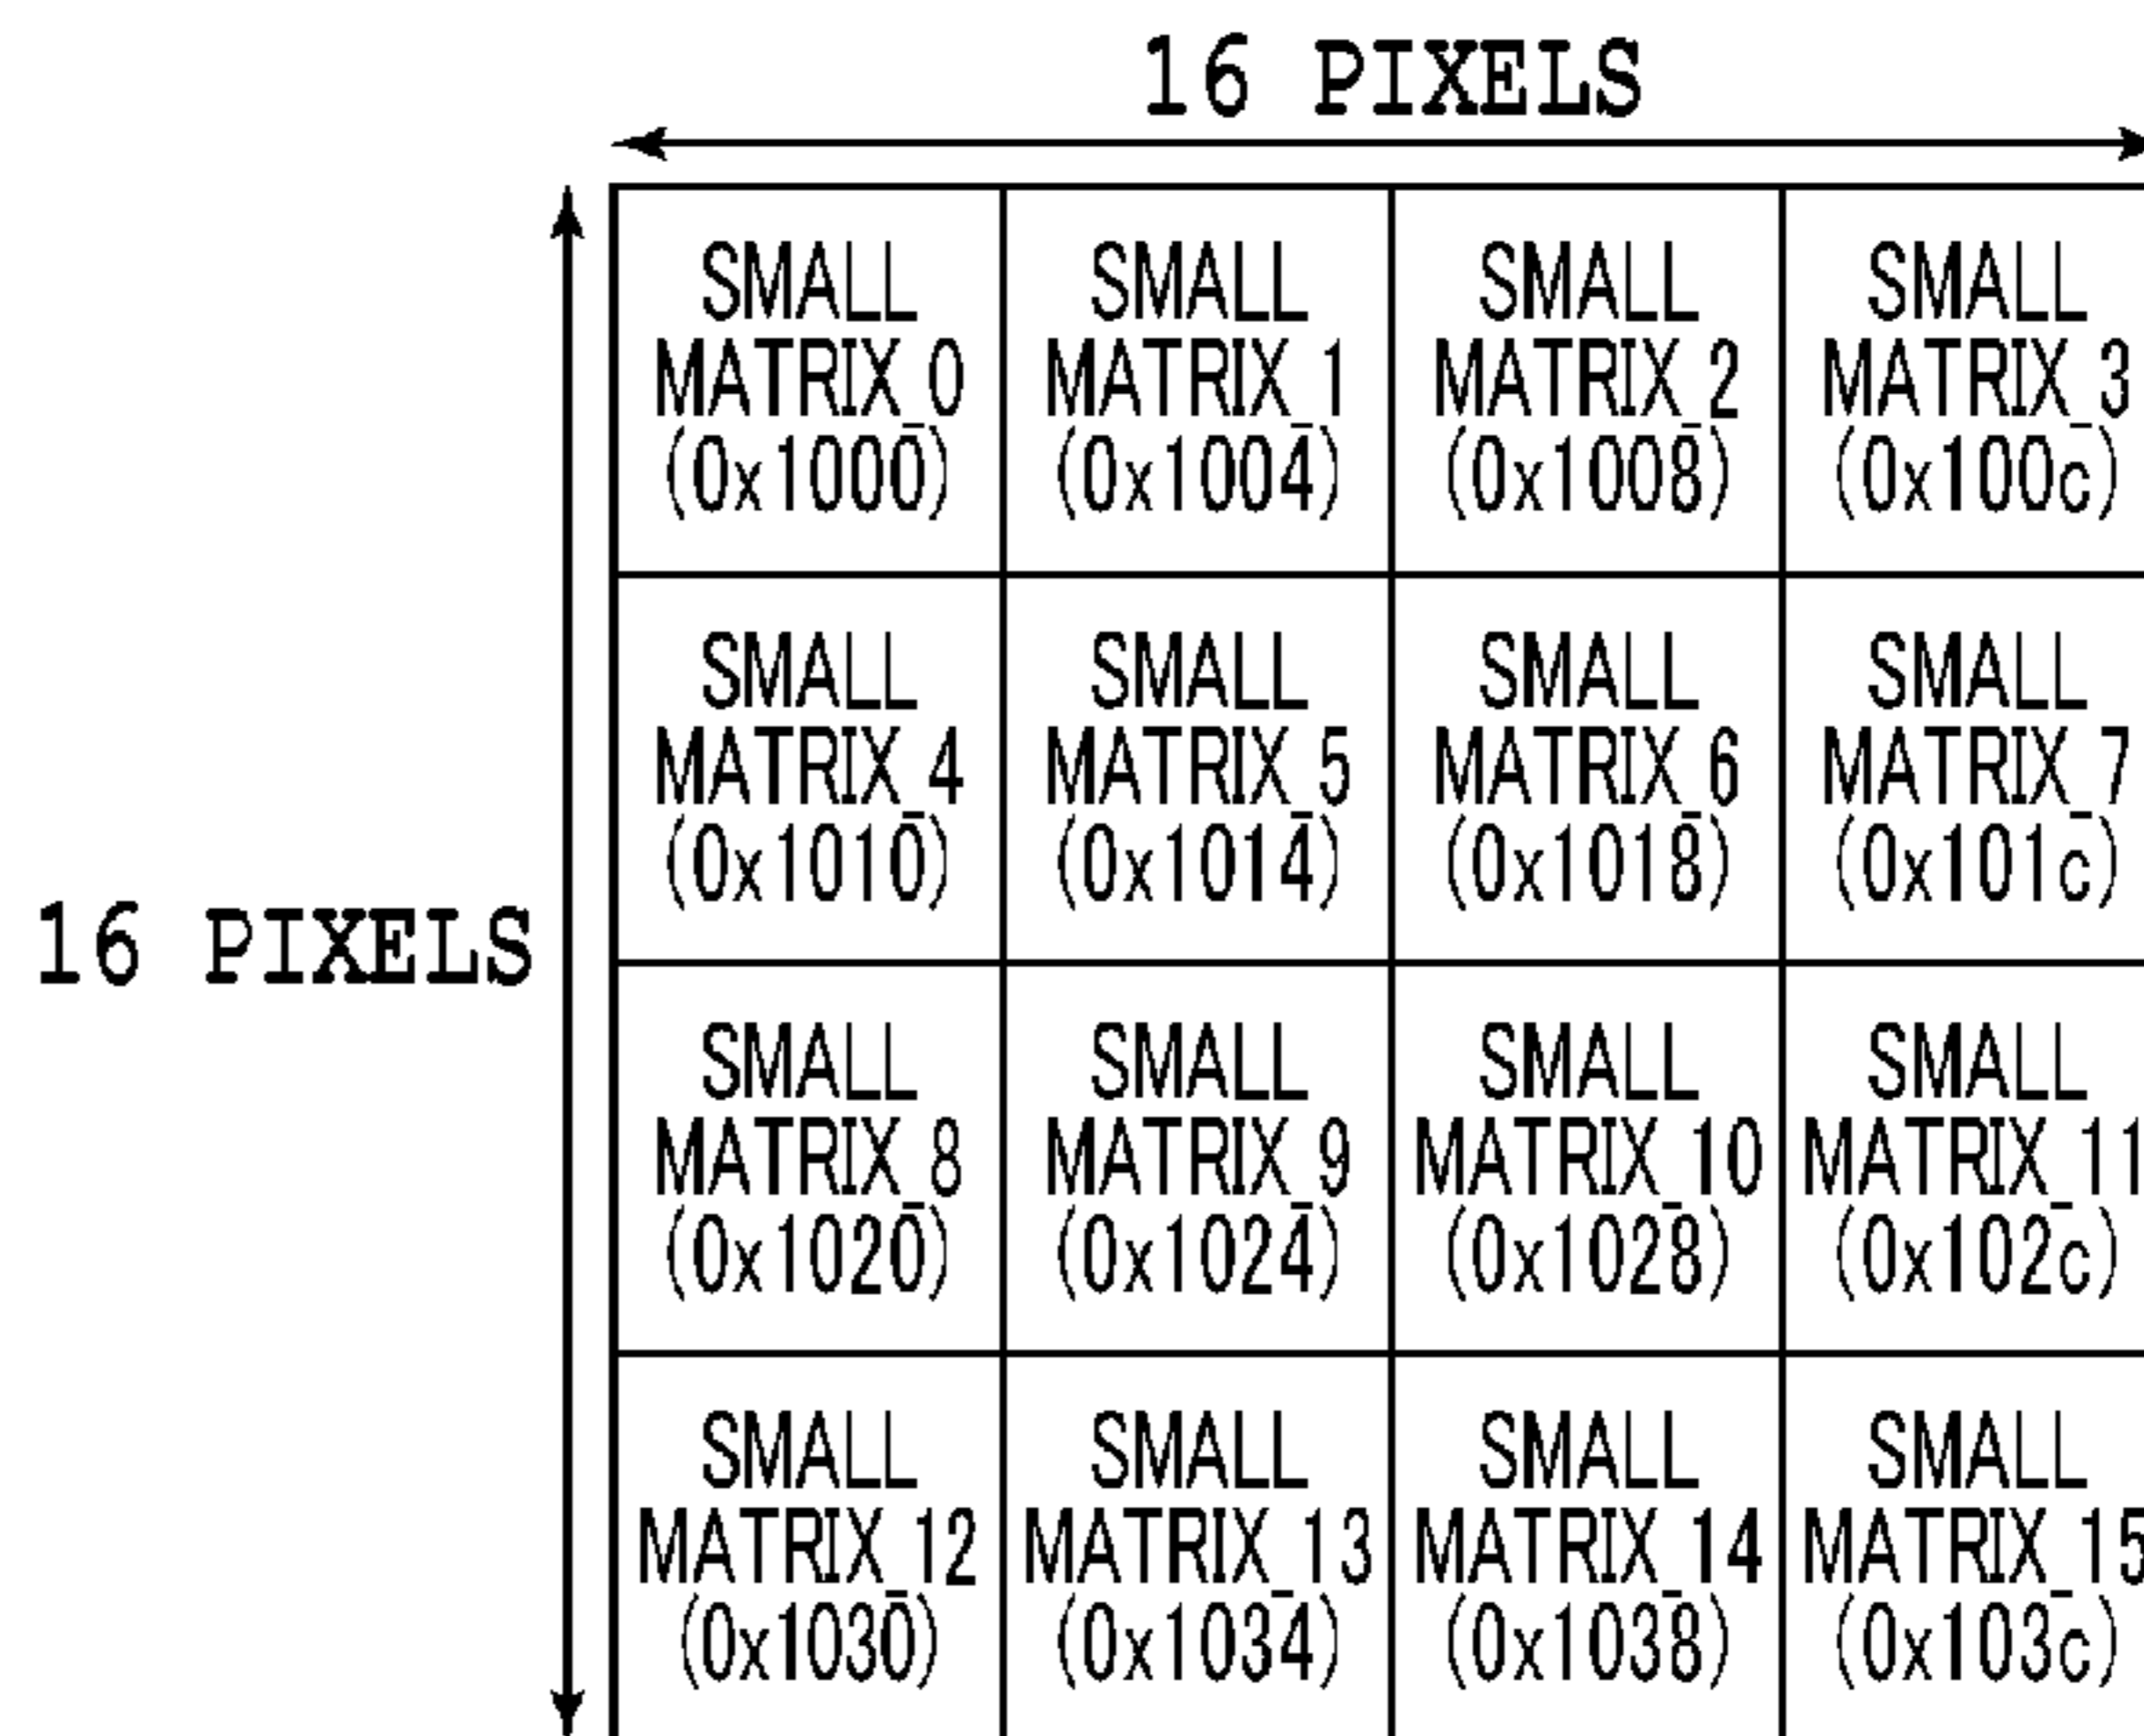 16 PIXELS
SMALL
MATRIX_0
(0x1000)
SMALL
MATRIX_1
(0x1004)
SMALL
MATRIX_2
(0x1008)
SMALL
MATRIX_3
(0x100c)
SMALL
MATRIX_4
(0x1010)
SMALL
MATRIX_5
(0x1014)
SMALL
MATRIX_6
(0x1018)
SMALL
MATRIX_7
(0x101c)
16 PIXELS
SMALL
MATRIX_8
(0x1020)
SMALL
MATRIX_9
(0x1024)
SMALL
MATRIX_10
(0x1028)
SMALL
MATRIX_11
(0x102c)
SMALL
MATRIX_12
(0x1030)
SMALL
MATRIX_13
(0x1034)
SMALL
MATRIX_14
(0x1038)
SMALL
MATRIX_15
(0x103c)